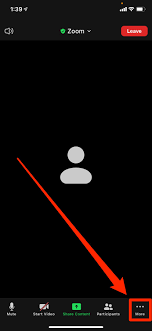 1:39
Zoom
Leave
Mute
Start Video
Share Content
Participants
More